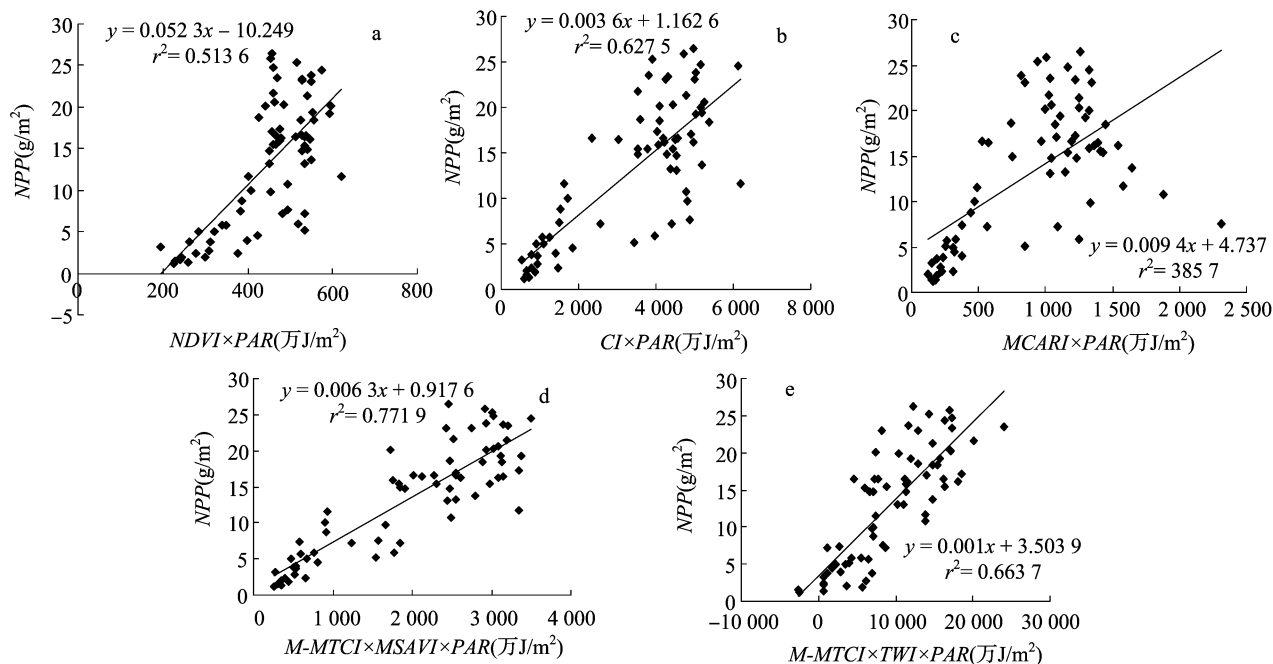 y = 0.052 3x − 10.249
r²= 0.513 6
a
NPP(g/m²)
30
25
20
15
10
5
0
−5
0
200
400
600
800
NDVI×PAR(万J/m²)
y = 0.003 6x + 1.162 6
r²= 0.627 5
b
NPP(g/m²)
30
25
20
15
10
5
0
0
2 000
4 000
6 000
8 000
CI×PAR(万J/m²)
c
NPP(g/m²)
30
25
20
15
10
5
0
y = 0.009 4x + 4.737
r²= 385 7
0
500
1 000
1 500
2 000
2 500
MCARI×PAR(万J/m²)
y = 0.006 3x + 0.917 6
r²= 0.771 9
d
NPP(g/m²)
30
25
20
15
10
5
0
0
1 000
2 000
3 000
4 000
M-MTCI×MSAVI×PAR(万J/m²)
e
NPP(g/m²)
30
25
20
15
10
5
0
y = 0.001x + 3.503 9
r²= 0.663 7
−10 000
0
10 000
20 000
30 000
M-MTCI×TWI×PAR(万J/m²)